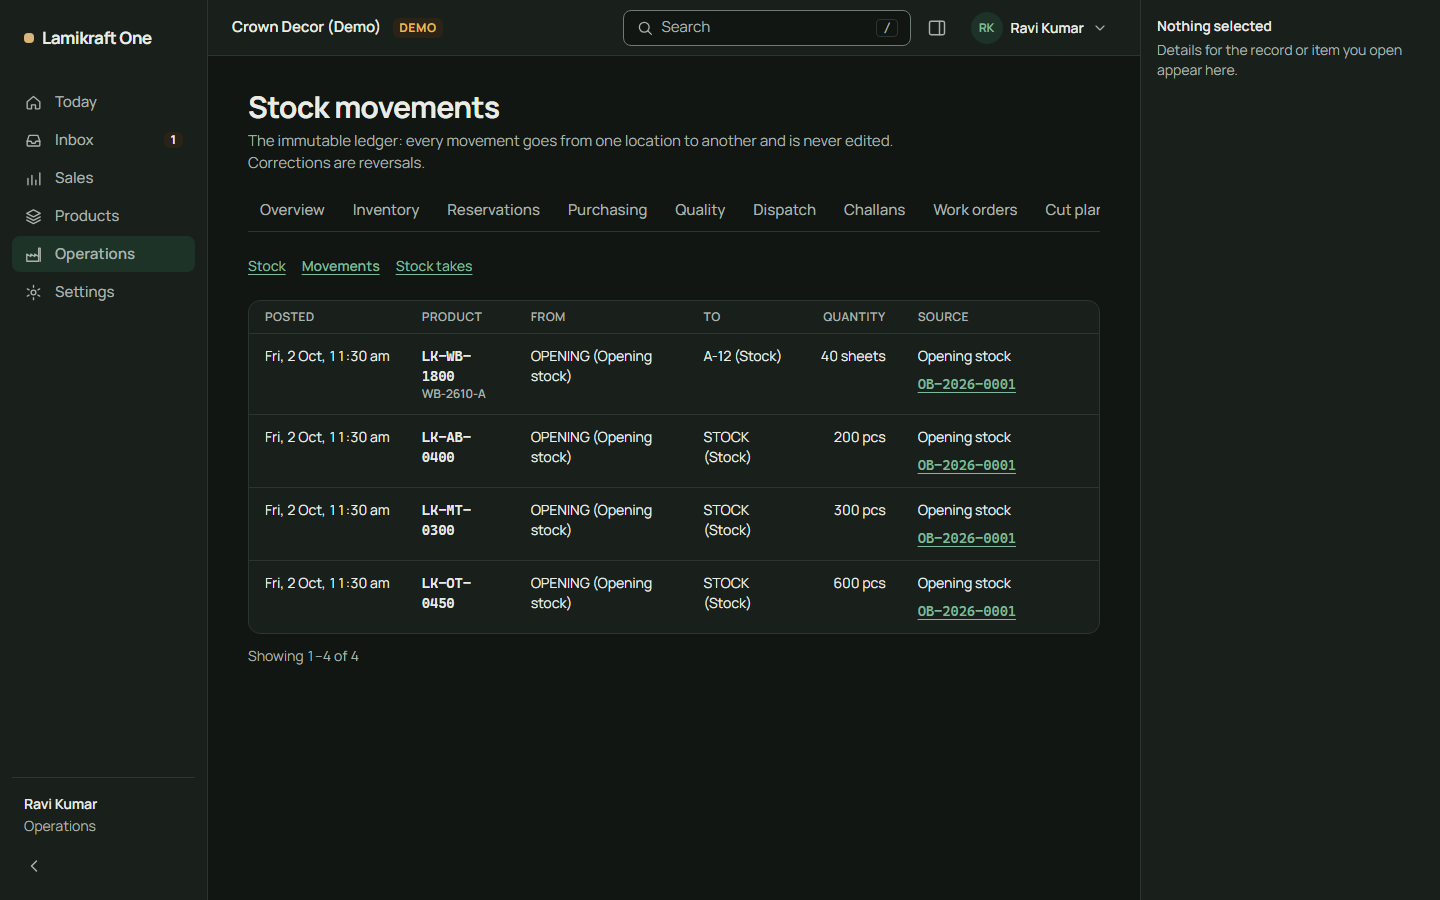 Lamikraft One
Today
Inbox 1
Sales
Products
Operations
Settings
Ravi Kumar
Operations
Crown Decor (Demo) DEMO
Search /
RK Ravi Kumar
Stock movements
The immutable ledger: every movement goes from one location to another and is never edited.
Corrections are reversals.
Overview Inventory Reservations Purchasing Quality Dispatch Challans Work orders Cut plan
Stock Movements Stock takes
POSTED PRODUCT FROM TO QUANTITY SOURCE
Fri, 2 Oct, 11:30 am LK-WB- OPENING (Opening A-12 (Stock) 40 sheets Opening stock
1800 stock) OB-2026-0001
WB-2610-A
Fri, 2 Oct, 11:30 am LK-AB- OPENING (Opening STOCK 200 pcs Opening stock
0400 stock) (Stock) OB-2026-0001
Fri, 2 Oct, 11:30 am LK-MT- OPENING (Opening STOCK 300 pcs Opening stock
0300 stock) (Stock) OB-2026-0001
Fri, 2 Oct, 11:30 am LK-OT- OPENING (Opening STOCK 600 pcs Opening stock
0450 stock) (Stock) OB-2026-0001
Showing 1–4 of 4
Nothing selected
Details for the record or item you open
appear here.